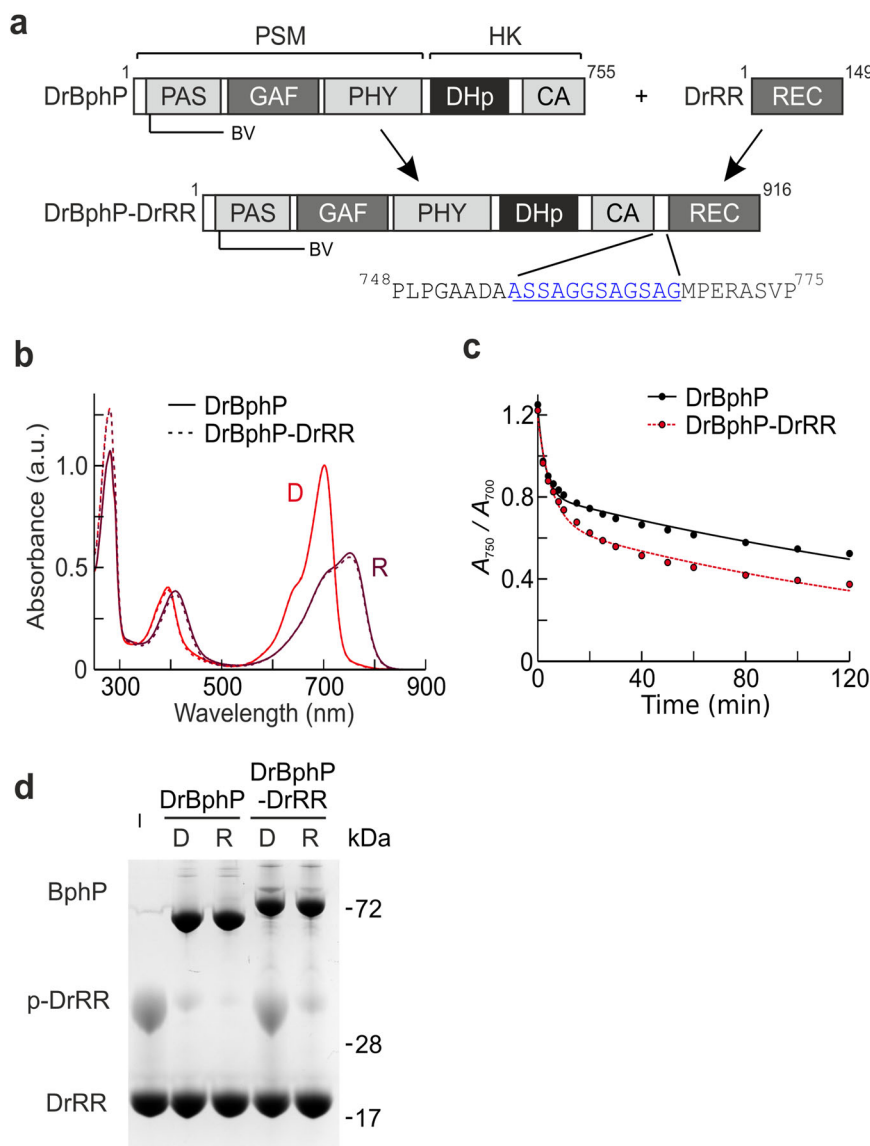 a
PSM HK
1 755 1 149
DrBphP PAS GAF PHY DHp CA + DrRR REC
BV
1 916
DrBphP-DrRR PAS GAF PHY DHp CA REC
BV
748PLPGAADAASSAGGSAGSAGMPERASVP775
b
DrBphP
DrBphP-DrRR
D
R
Absorbance (a.u.)
1.0
0.5
0
300 500 700 900
Wavelength (nm)
c
DrBphP
DrBphP-DrRR
A750 / A700
1.2
0.8
0.4
0
0 40 80 120
Time (min)
d
DrBphP
DrBphP
-DrRR
D R D R kDa
BphP
-72
p-DrRR
-28
DrRR
-17